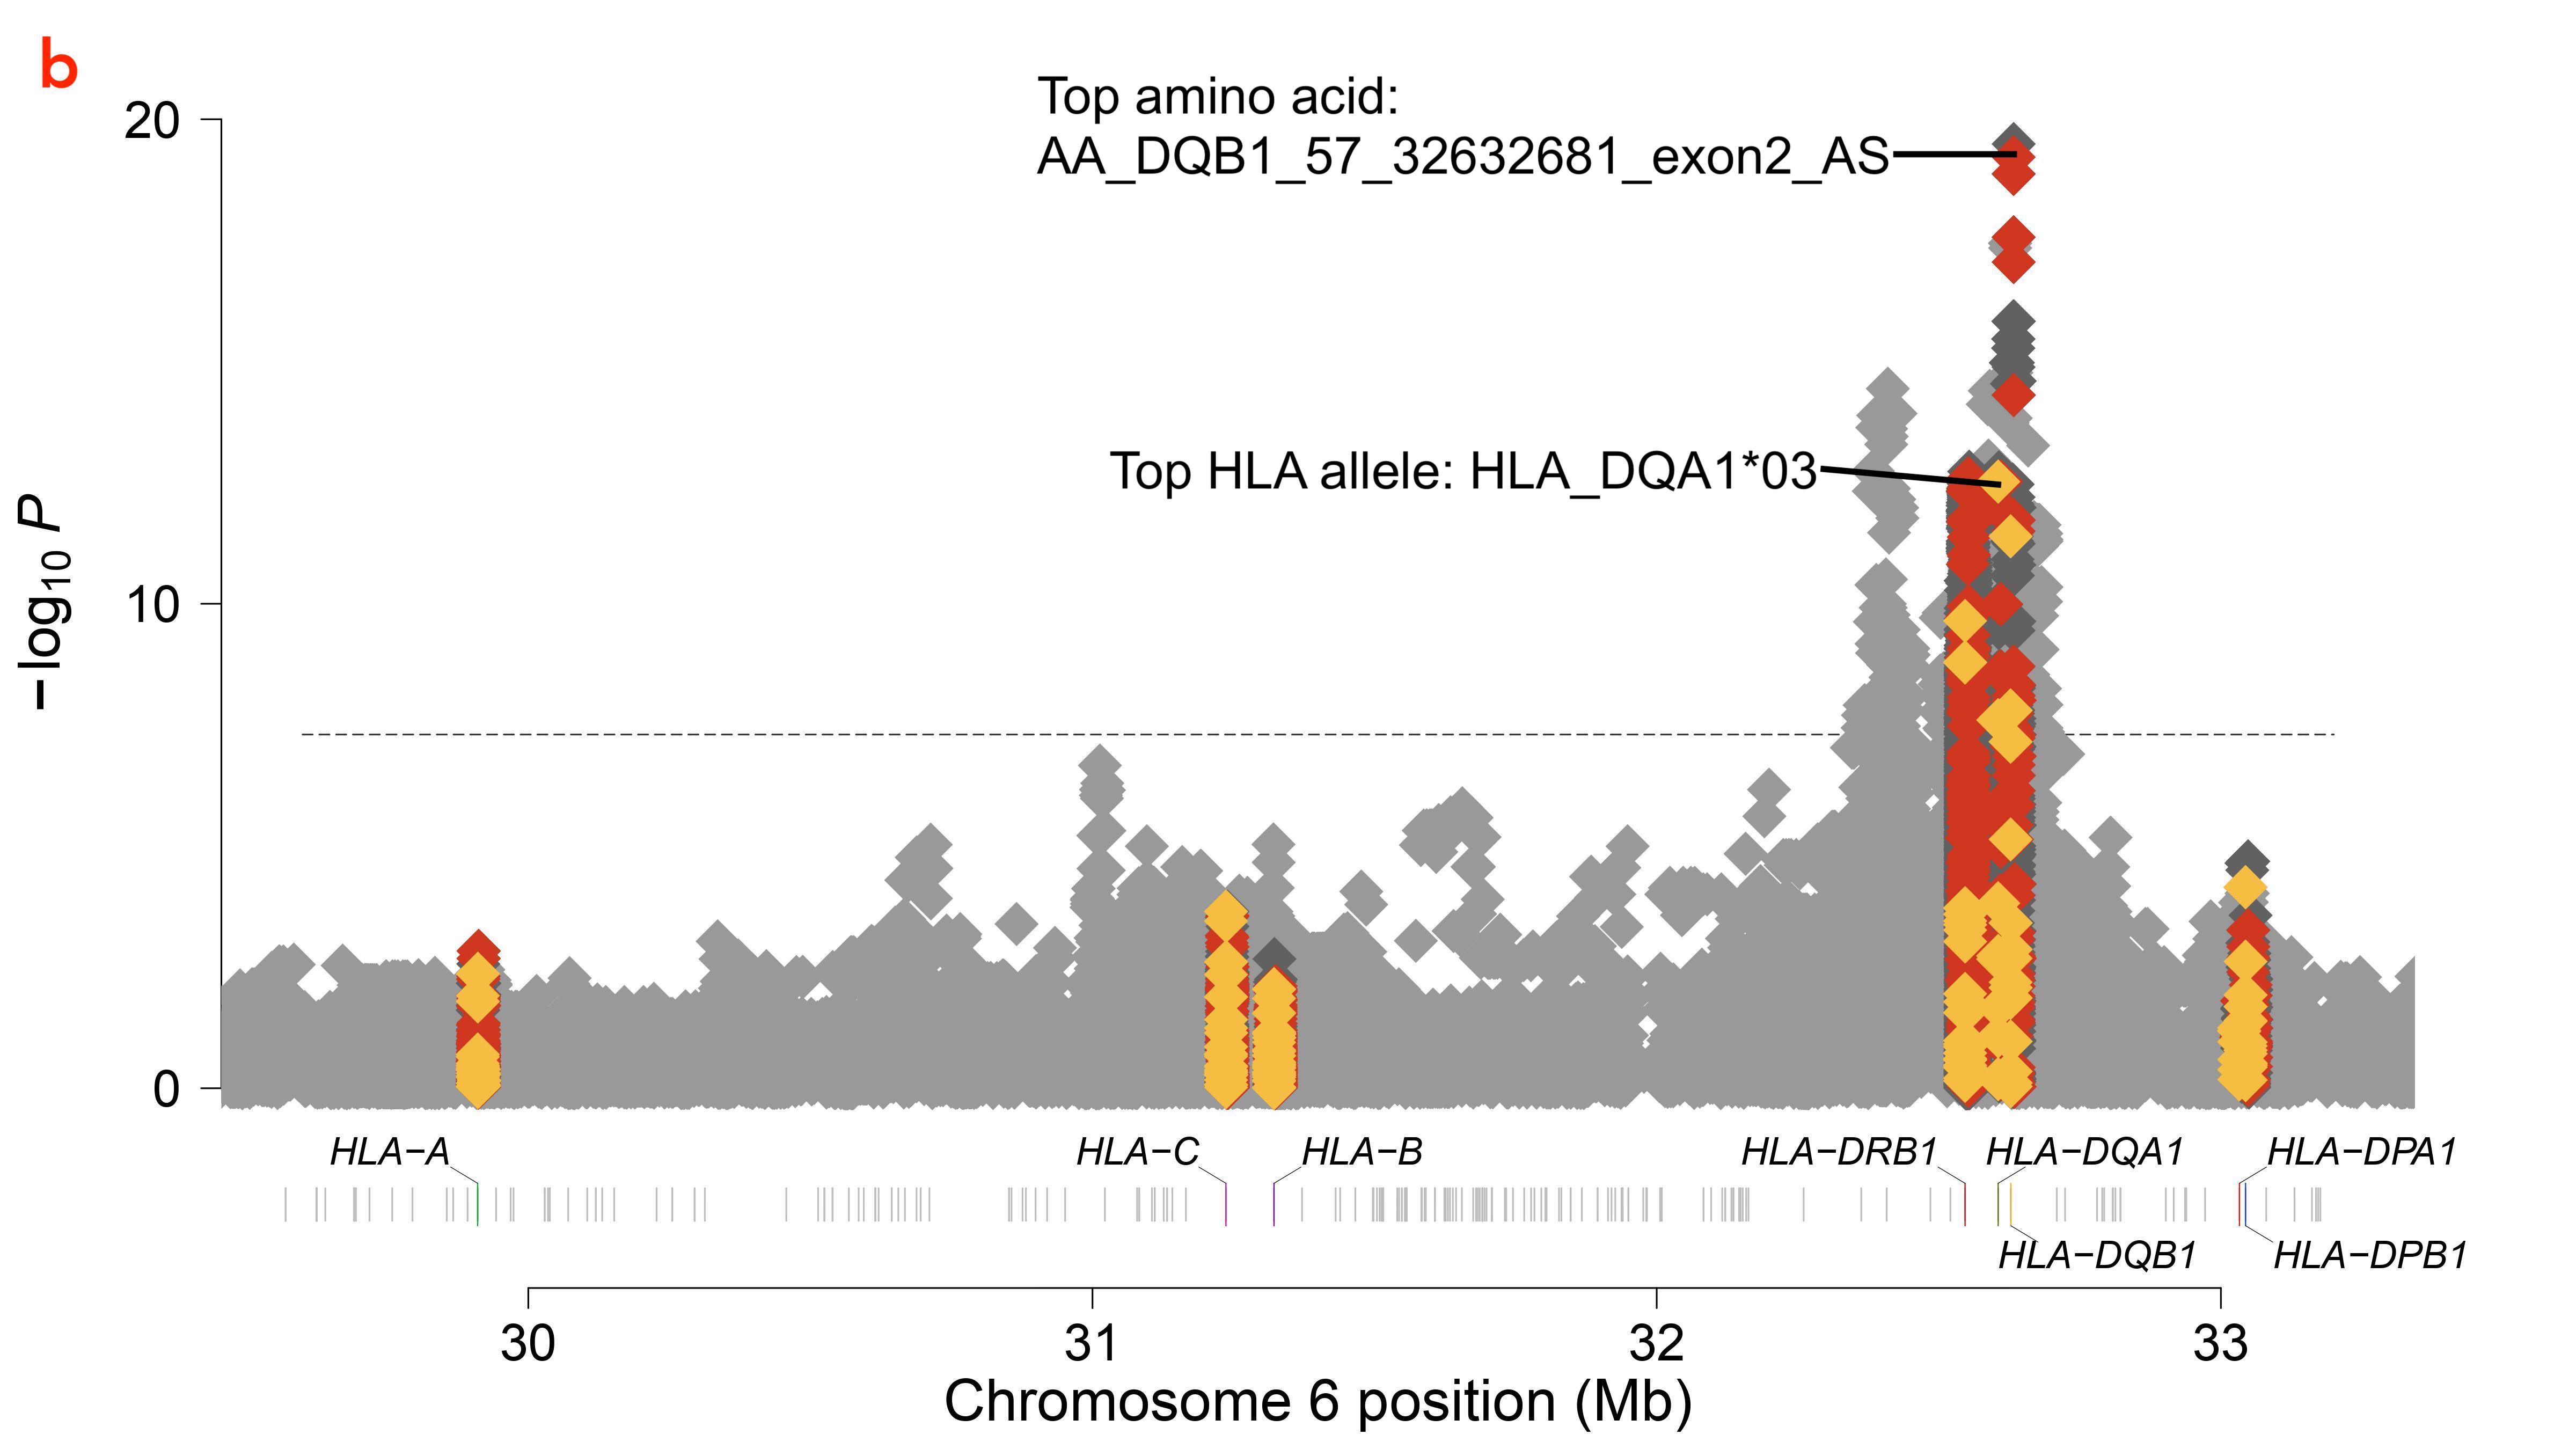 b
20
Top amino acid:
AA_DQB1_57_32632681_exon2_AS
Top HLA allele: HLA_DQA1*03
10
−log10 P
0
HLA−A
HLA−C
HLA−B
HLA−DRB1
HLA−DQA1
HLA−DPA1
HLA−DQB1
HLA−DPB1
30
31
32
33
Chromosome 6 position (Mb)